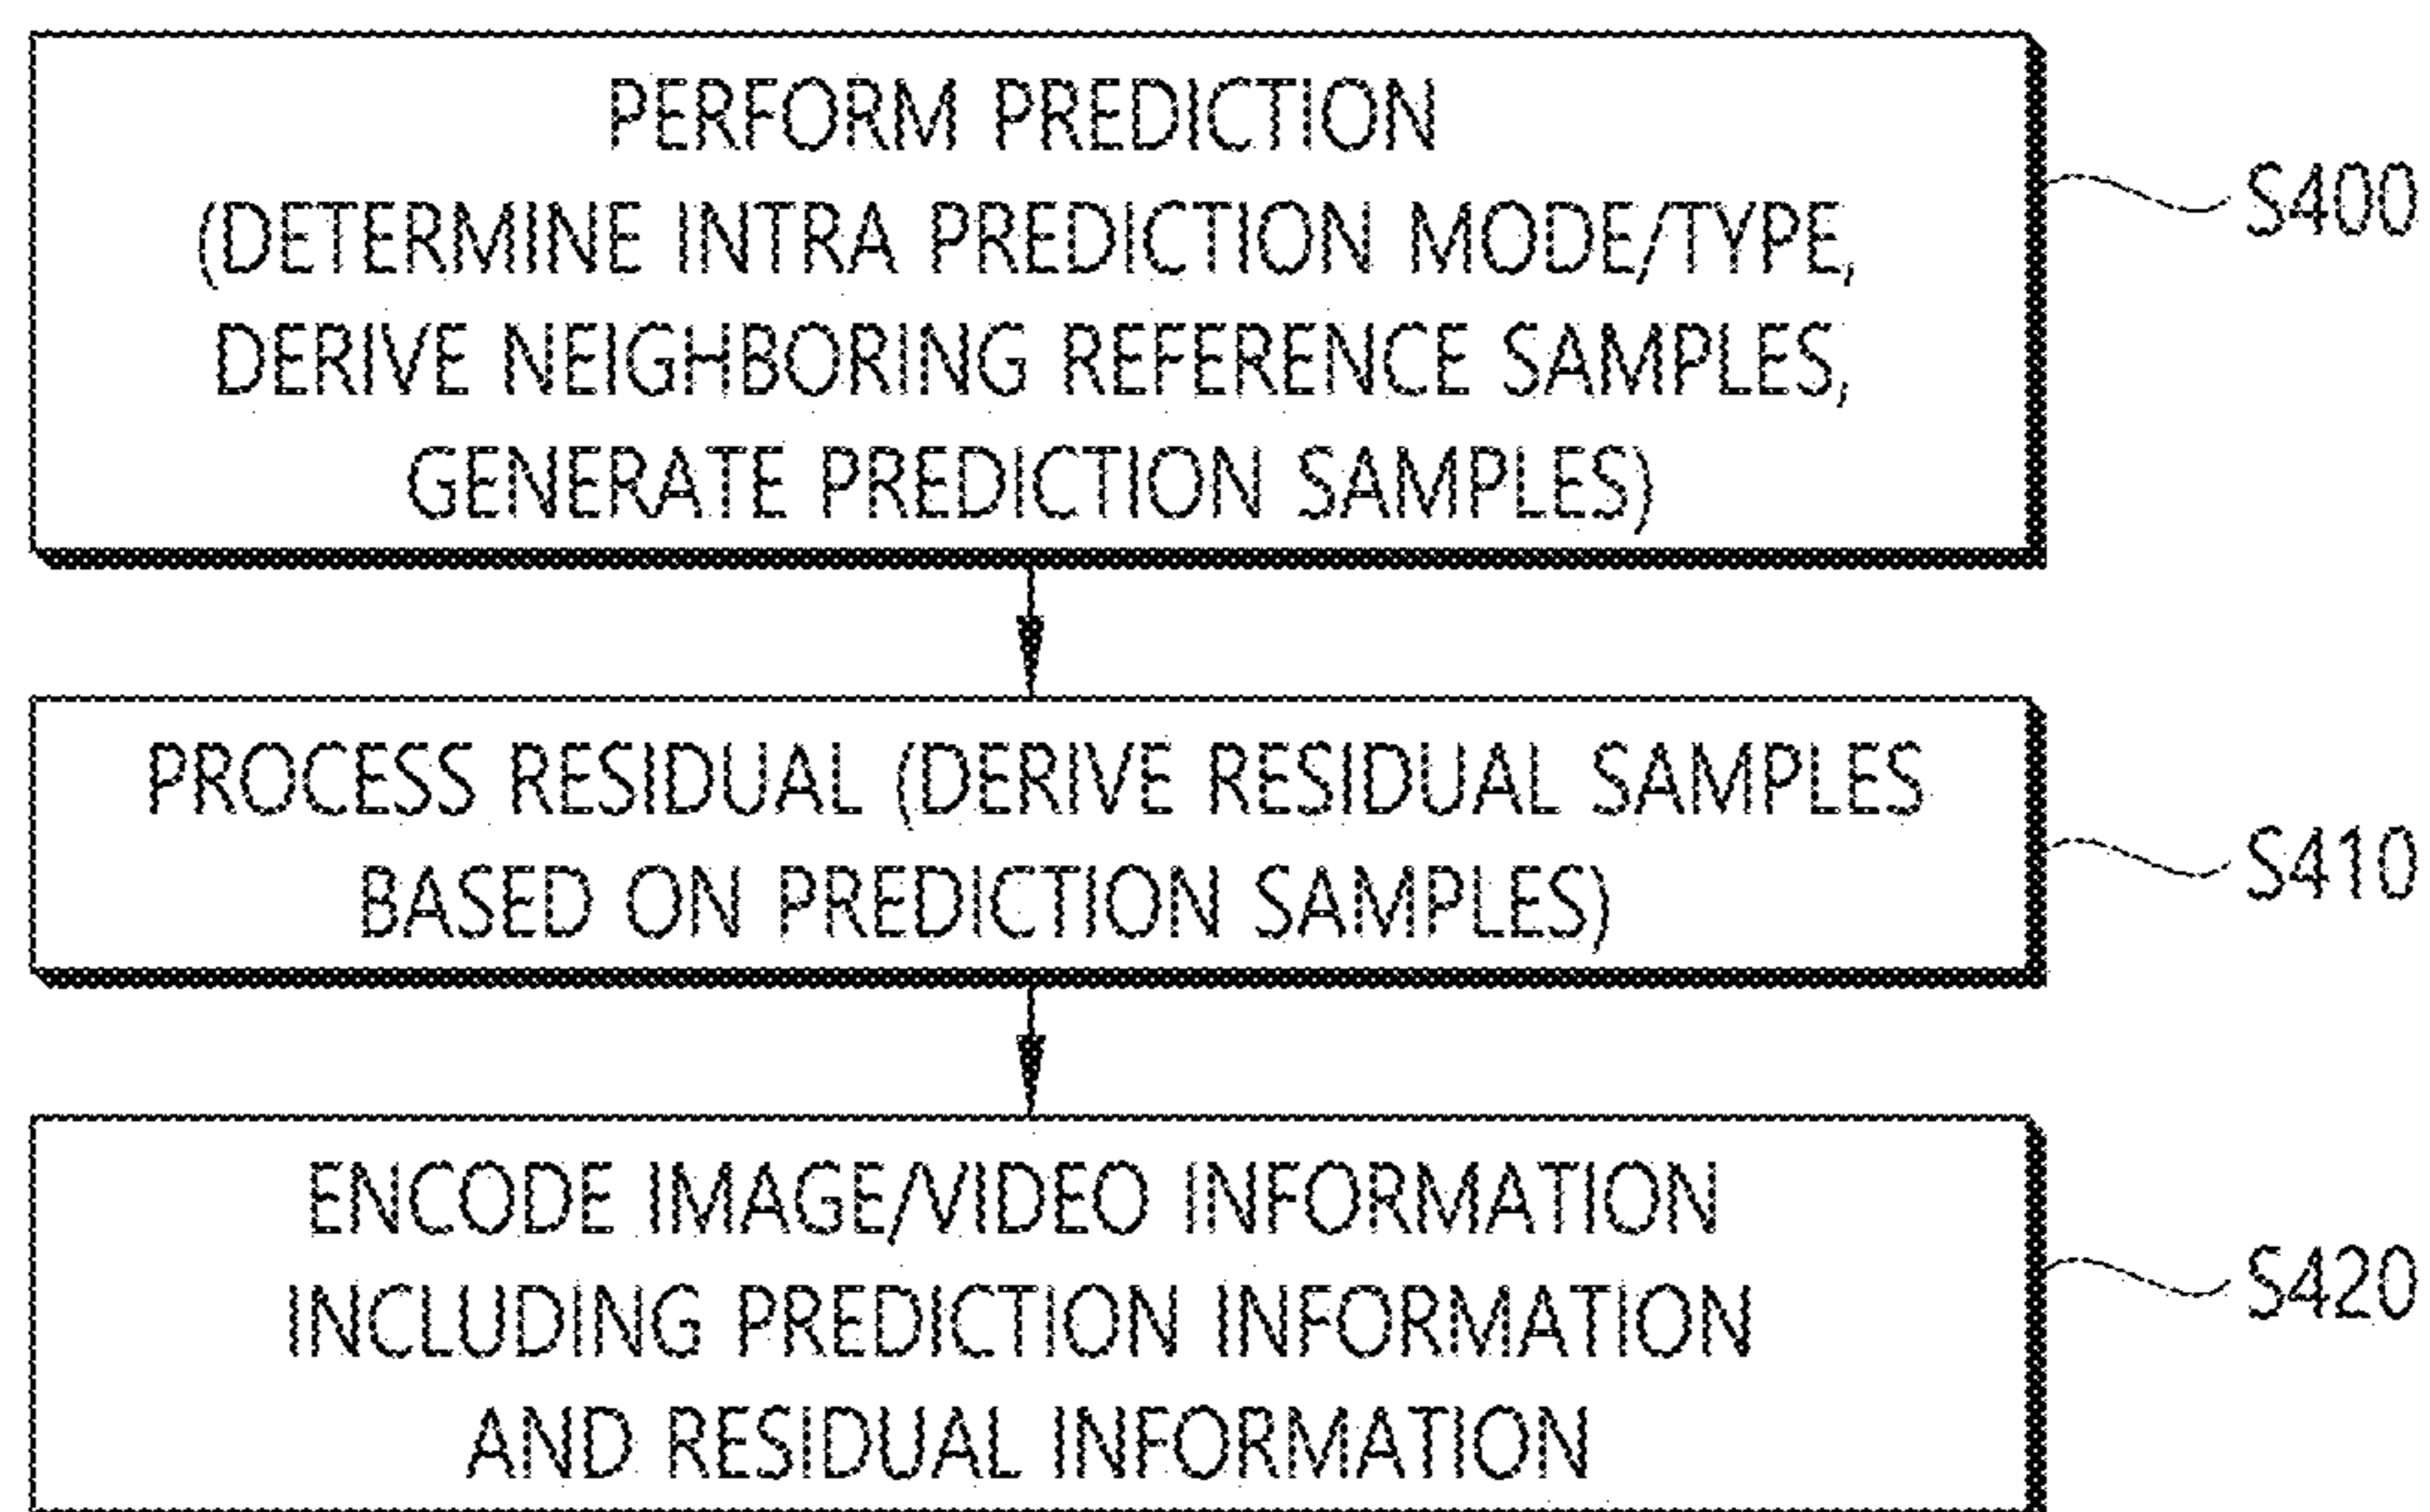 PERFORM PREDICTION
(DETERMINE INTRA PREDICTION MODE/TYPE,
DERIVE NEIGHBORING REFERENCE SAMPLES,
GENERATE PREDICTION SAMPLES)
S400
PROCESS RESIDUAL (DERIVE RESIDUAL SAMPLES
BASED ON PREDICTION SAMPLES)
S410
ENCODE IMAGE/VIDEO INFORMATION
INCLUDING PREDICTION INFORMATION
AND RESIDUAL INFORMATION
S420